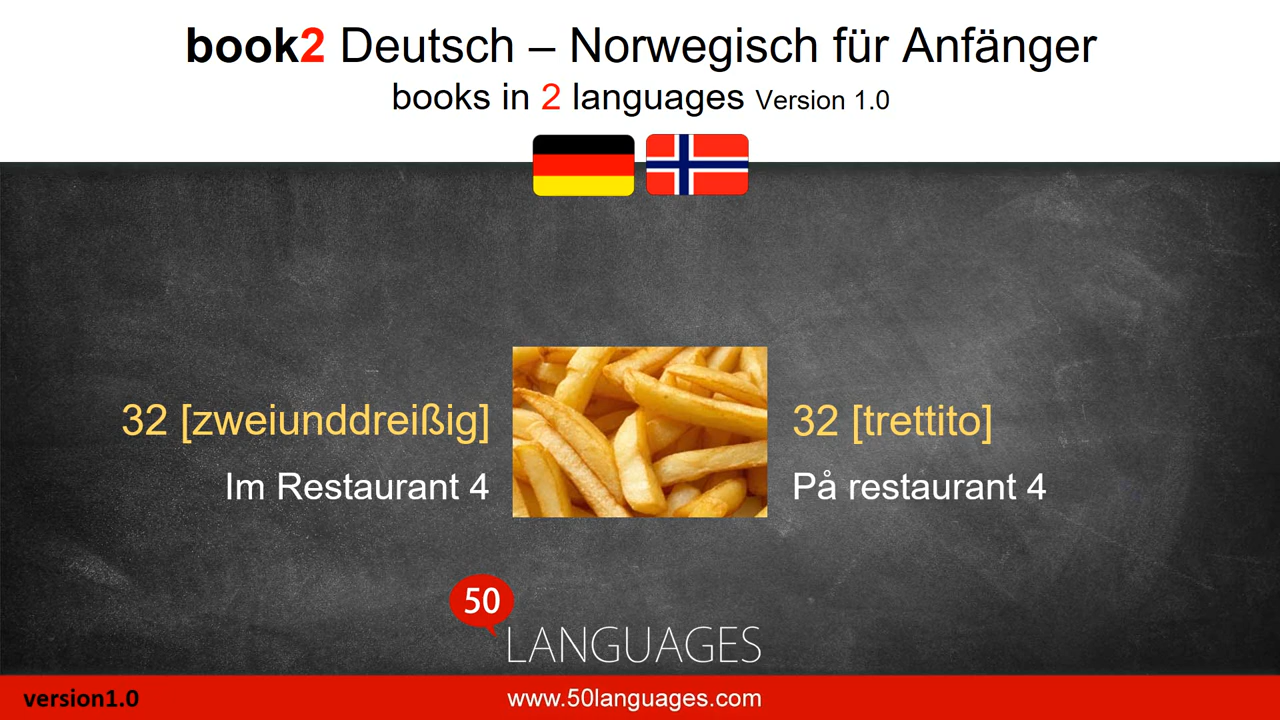 book2 Deutsch – Norwegisch für Anfänger
books in 2 languages Version 1.0
32 [zweiunddreißig]
Im Restaurant 4
32 [trettito]
På restaurant 4
50
LANGUAGES
version1.0
www.50languages.com